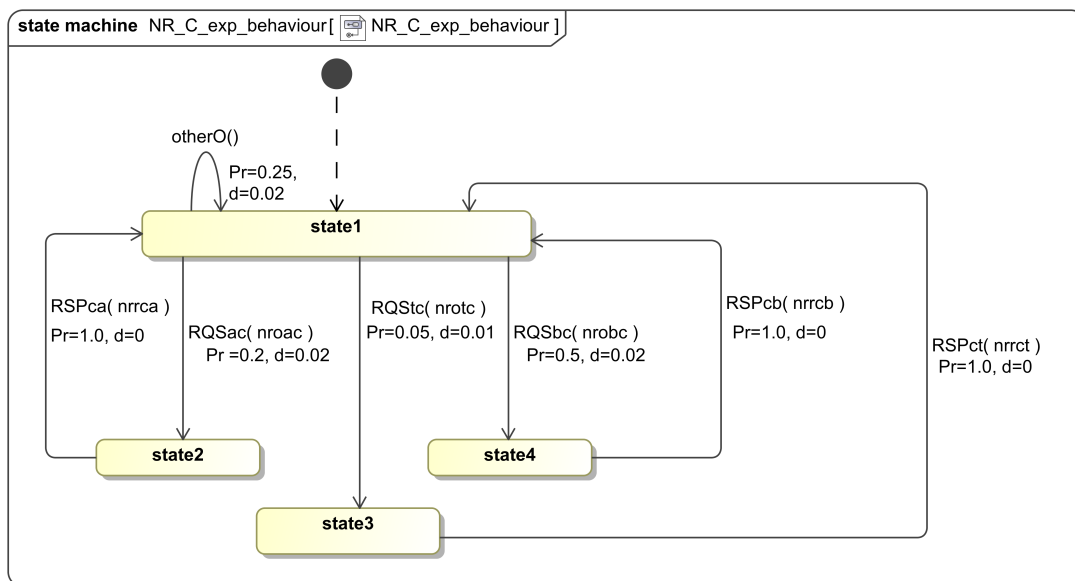 state machine NR_C_exp_behaviour[ NR_C_exp_behaviour ]
otherO()
Pr=0.25,
d=0.02
state1
RSPca( nrrca )
Pr=1.0, d=0
RQSac( nroac )
Pr =0.2, d=0.02
RQStc( nrotc )
Pr=0.05, d=0.01
RQSbc( nrobc )
Pr=0.5, d=0.02
RSPcb( nrrcb )
Pr=1.0, d=0
RSPct( nrrct )
Pr=1.0, d=0
state2
state4
state3